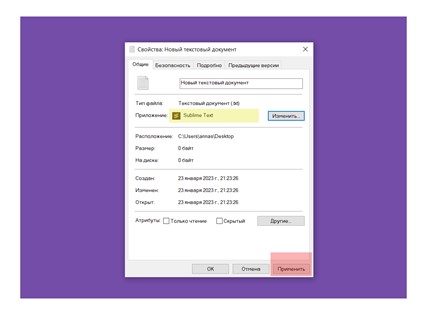 Свойства: Новый текстовый документ
Общие Безопасность Подробно Предыдущие версии
Новый текстовый документ
Тип файла: Текстовый документ (.txt)
Приложение: Sublime Text Изменить...
Расположение: C:\Users\annas\Desktop
Размер: 0 байт
На диске: 0 байт
Создан: 23 января 2023 г., 21:23:26
Изменен: 23 января 2023 г., 21:23:26
Открыт: 23 января 2023 г., 21:23:26
Атрибуты: Только чтение Скрытый Другие...
ОК Отмена Применить